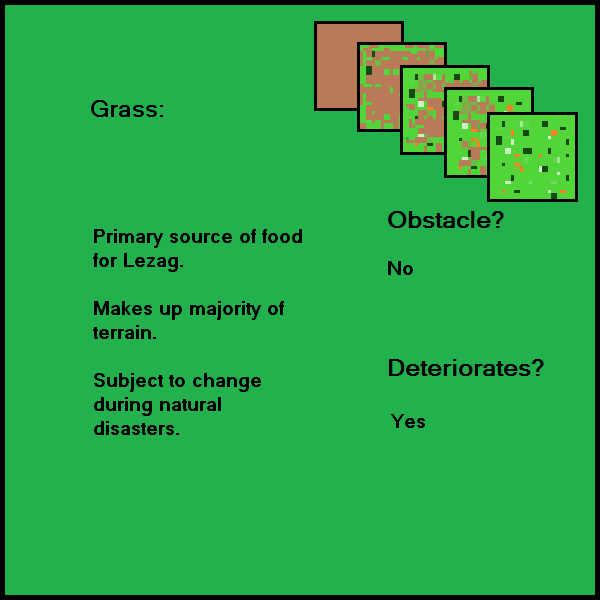 Grass:
Primary source of food
for Lezag.
Makes up majority of
terrain.
Subject to change
during natural
disasters.
Obstacle?
No
Deteriorates?
Yes